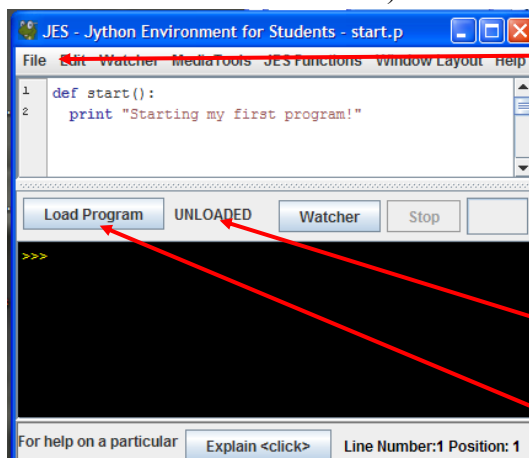 JES - Jython Environment for Students - start.p
File Edit Watcher MediaTools JES Functions Window Layout Help
1 def start():
2 print "Starting my first program!"
Load Program UNLOADED Watcher Stop
>>>
For help on a particular Explain <click> Line Number:1 Position: 1